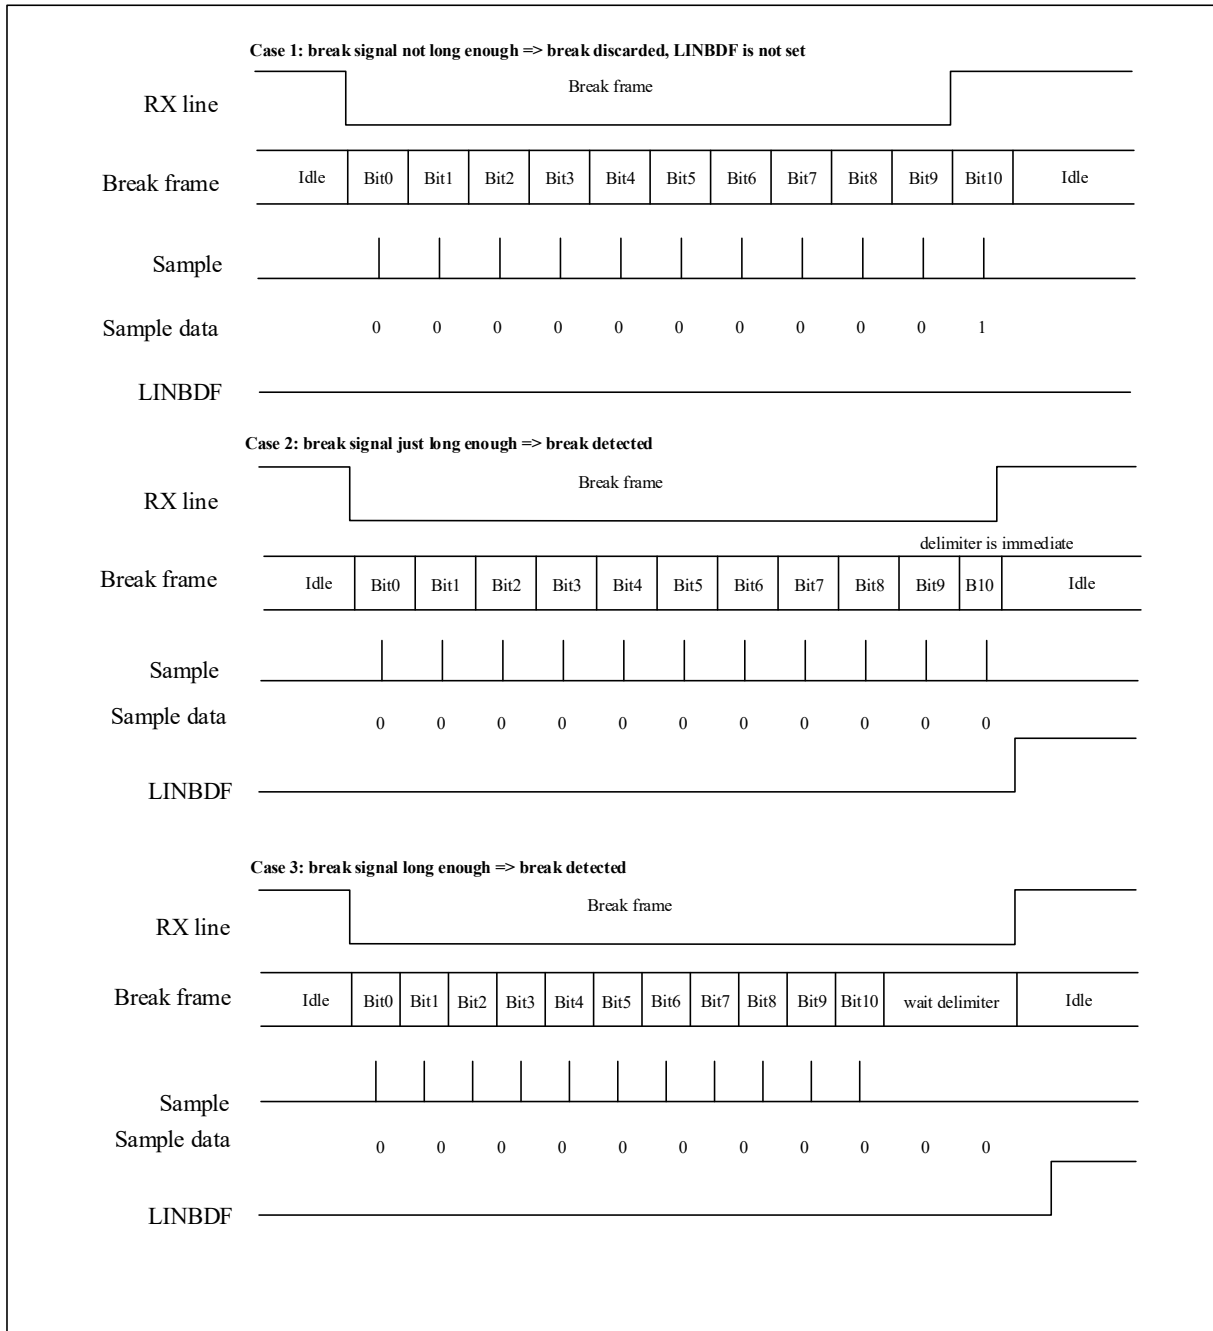 Case 1: break signal not long enough => break discarded, LINBDF is not set
RX line
Break frame
Break frame
Idle Bit0 Bit1 Bit2 Bit3 Bit4 Bit5 Bit6 Bit7 Bit8 Bit9 Bit10 Idle
Sample
Sample data
0 0 0 0 0 0 0 0 0 0 1
LINBDF
Case 2: break signal just long enough => break detected
RX line
Break frame
delimiter is immediate
Break frame
Idle Bit0 Bit1 Bit2 Bit3 Bit4 Bit5 Bit6 Bit7 Bit8 Bit9 B10 Idle
Sample
Sample data
0 0 0 0 0 0 0 0 0 0 0
LINBDF
Case 3: break signal long enough => break detected
RX line
Break frame
Break frame
Idle Bit0 Bit1 Bit2 Bit3 Bit4 Bit5 Bit6 Bit7 Bit8 Bit9 Bit10 wait delimiter Idle
Sample
Sample data
0 0 0 0 0 0 0 0 0 0 0
LINBDF